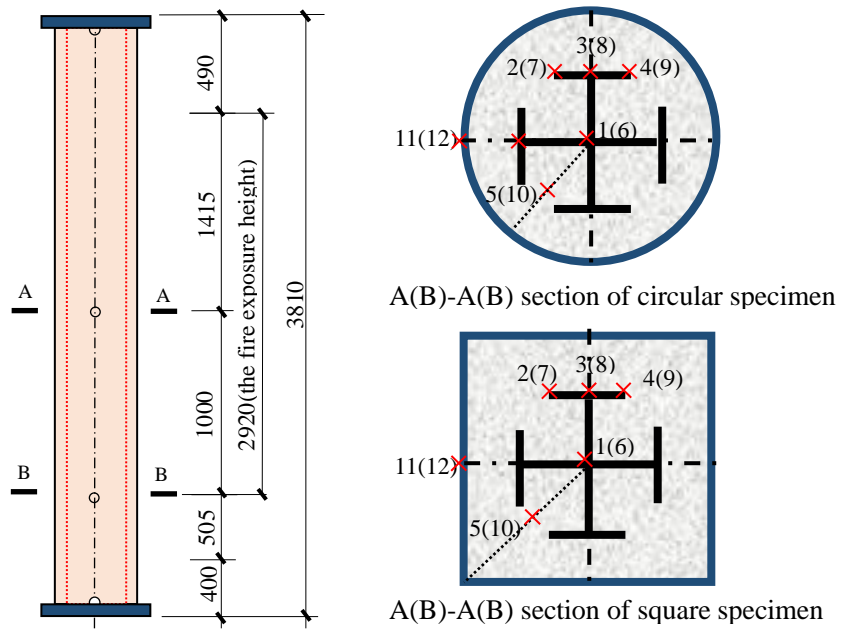 490
1415
1000
505
400
2920(the fire exposure height)
3810
A
A
B
B
3(8)
2(7)
4(9)
11(12)
1(6)
5(10)
A(B)-A(B) section of circular specimen
3(8)
2(7)
4(9)
1(6)
11(12)
5(10)
A(B)-A(B) section of square specimen